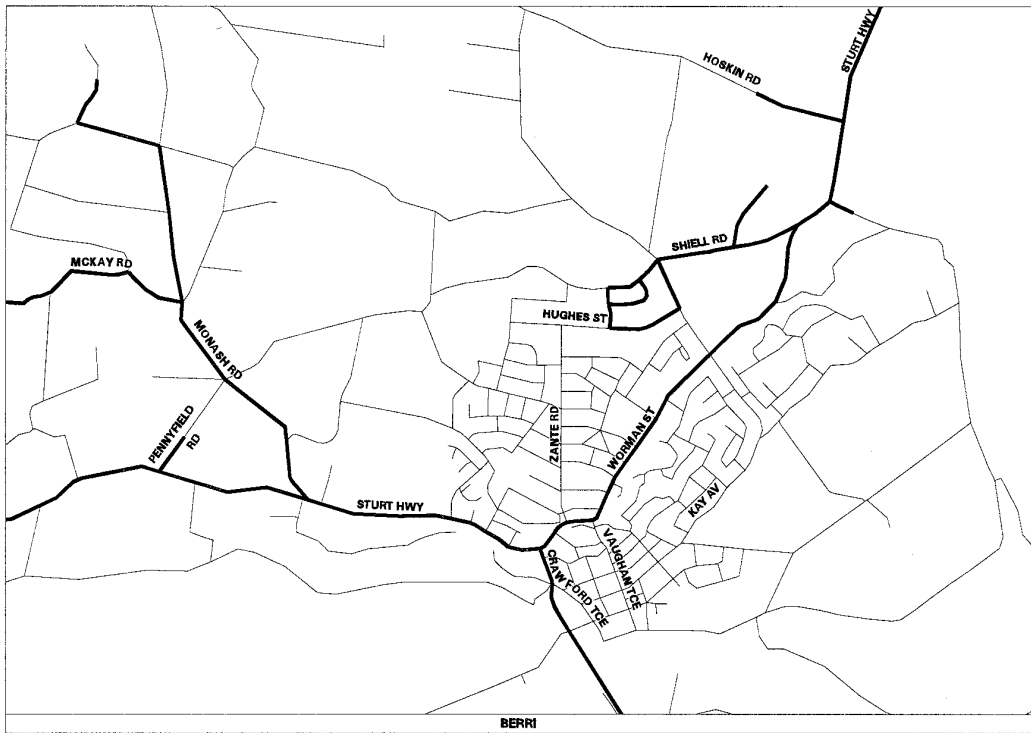 STURT HWY
HOSKIN RD
SHIELL RD
MCKAY RD
HUGHES ST
MONASH RD
PENNYFIELD
RD
ZANTE RD
WORMAN ST
KAY AV
STURT HWY
VAUGHAN TCE
CRAWFORD TCE
BERRI